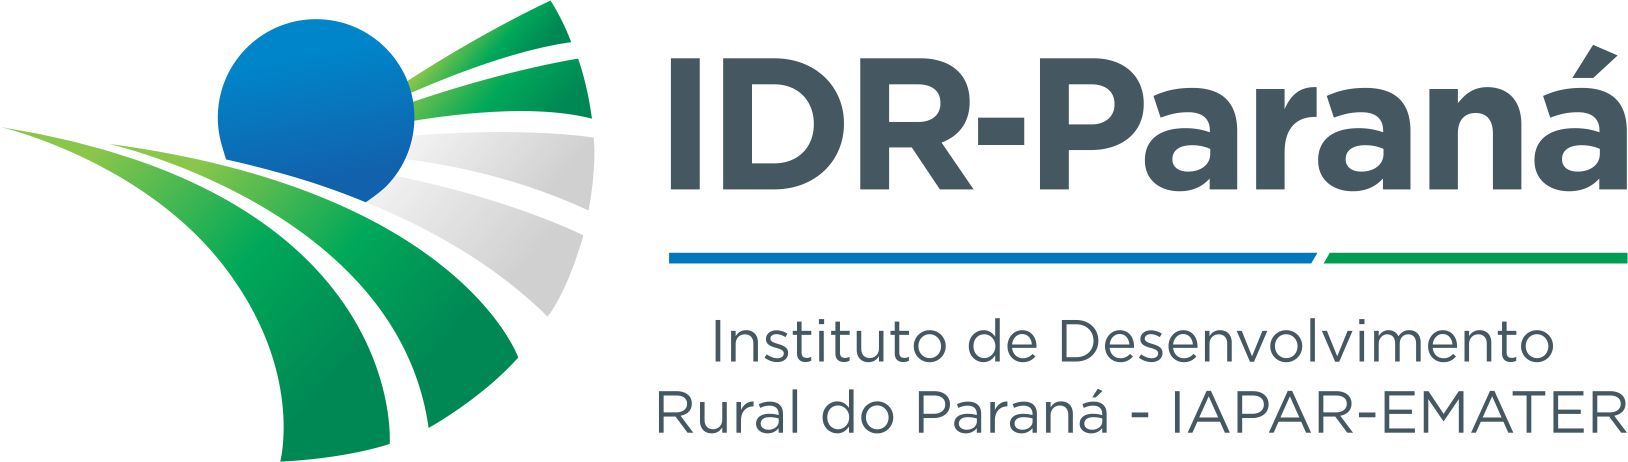 IDR-Paraná
Instituto de Desenvolvimento
Rural do Paraná - IAPAR-EMATER